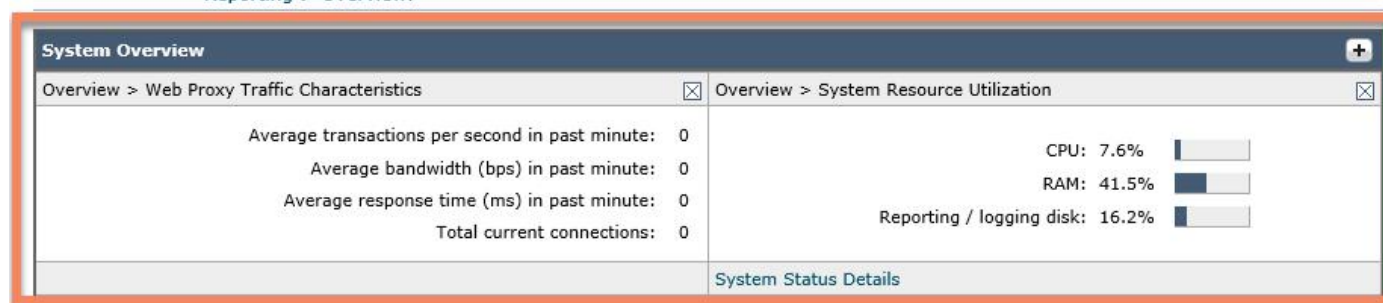 System Overview
Overview > Web Proxy Traffic Characteristics
Average transactions per second in past minute: 0
Average bandwidth (bps) in past minute: 0
Average response time (ms) in past minute: 0
Total current connections: 0
Overview > System Resource Utilization
CPU: 7.6%
RAM: 41.5%
Reporting / logging disk: 16.2%
System Status Details